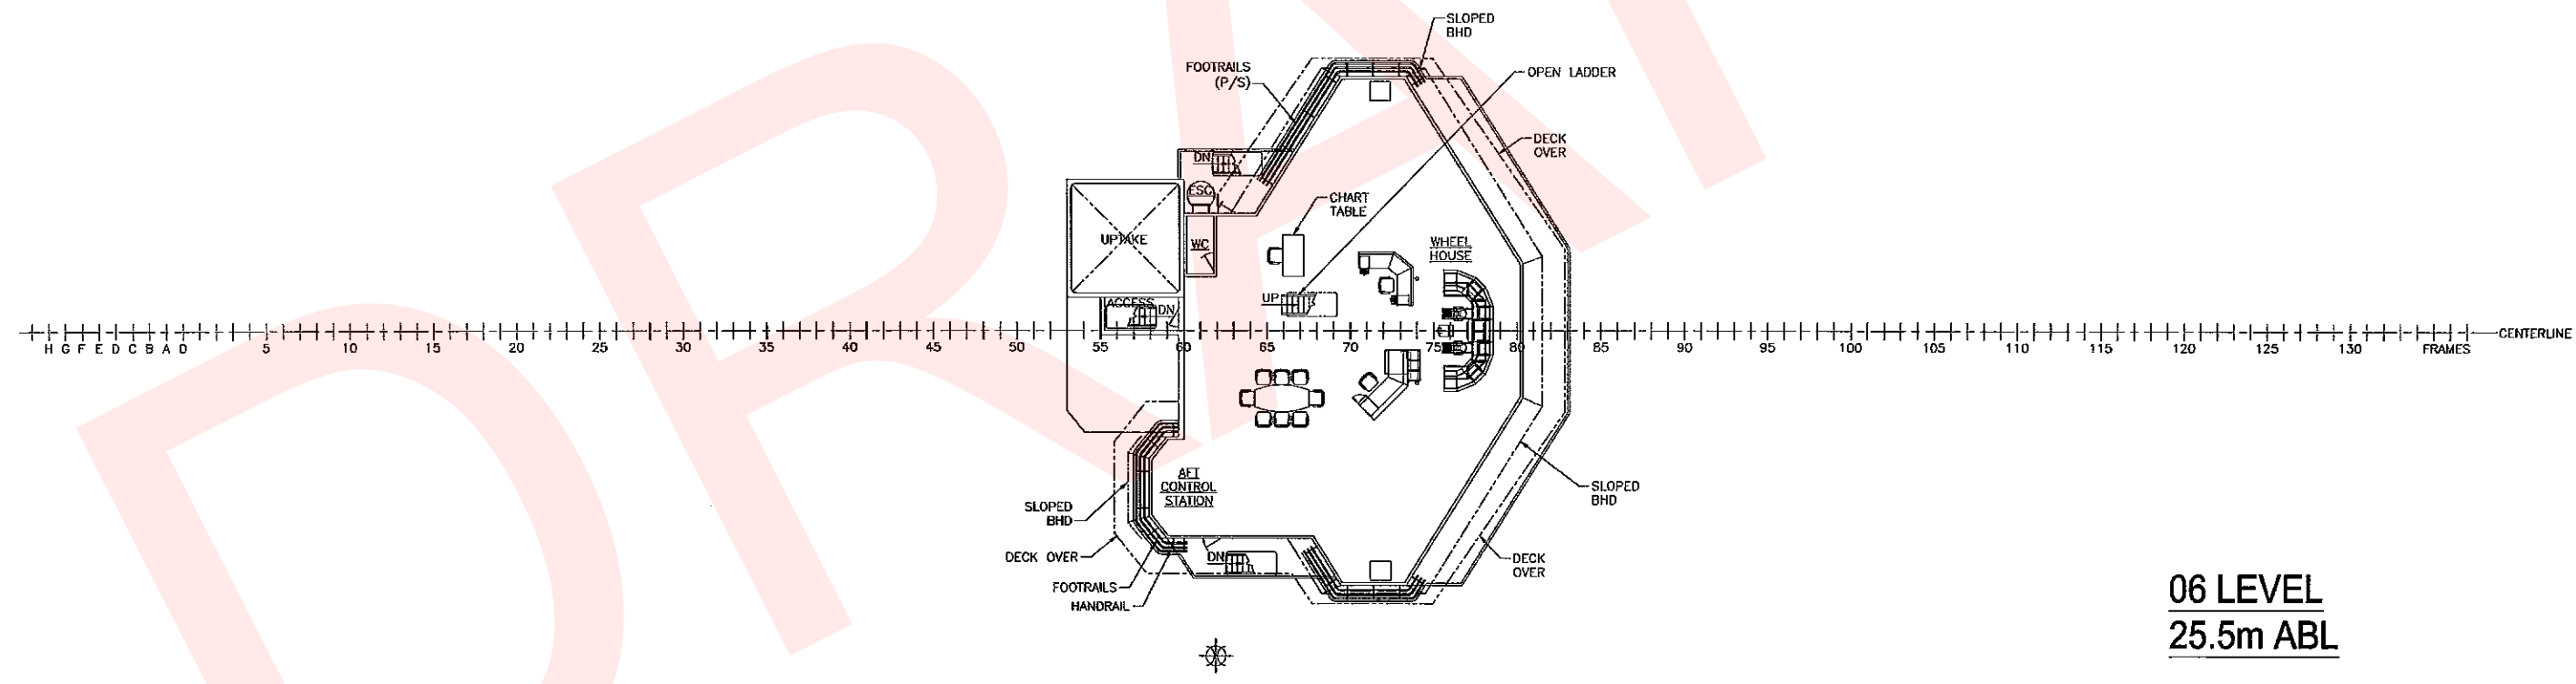 SLOPED
BHD
FOOTRAILS
(P/S)
OPEN LADDER
DECK
OVER
DN
ESC
CHART
TABLE
UPTAKE
WC
WHEEL
HOUSE
ACCESS
DN
UP
H G F E D C B A 0 5 10 15 20 25 30 35 40 45 50 55 60 65 70 75 80 85 90 95 100 105 110 115 120 125 130 FRAMES
CENTERLINE
AFT
CONTROL
STATION
SLOPED
BHD
SLOPED
BHD
DECK OVER
DN
DECK
OVER
FOOTRAILS
HANDRAIL
06 LEVEL
25.5m ABL